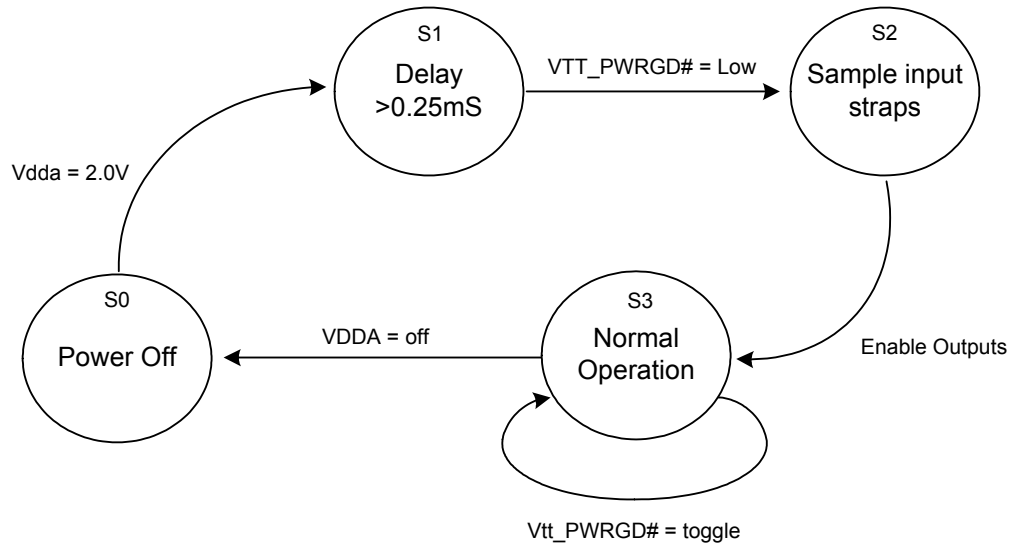 S1
Delay
>0.25mS
VTT_PWRGD# = Low
S2
Sample input
straps
Vdda = 2.0V
S0
Power Off
VDDA = off
S3
Normal
Operation
Enable Outputs
Vtt_PWRGD# = toggle